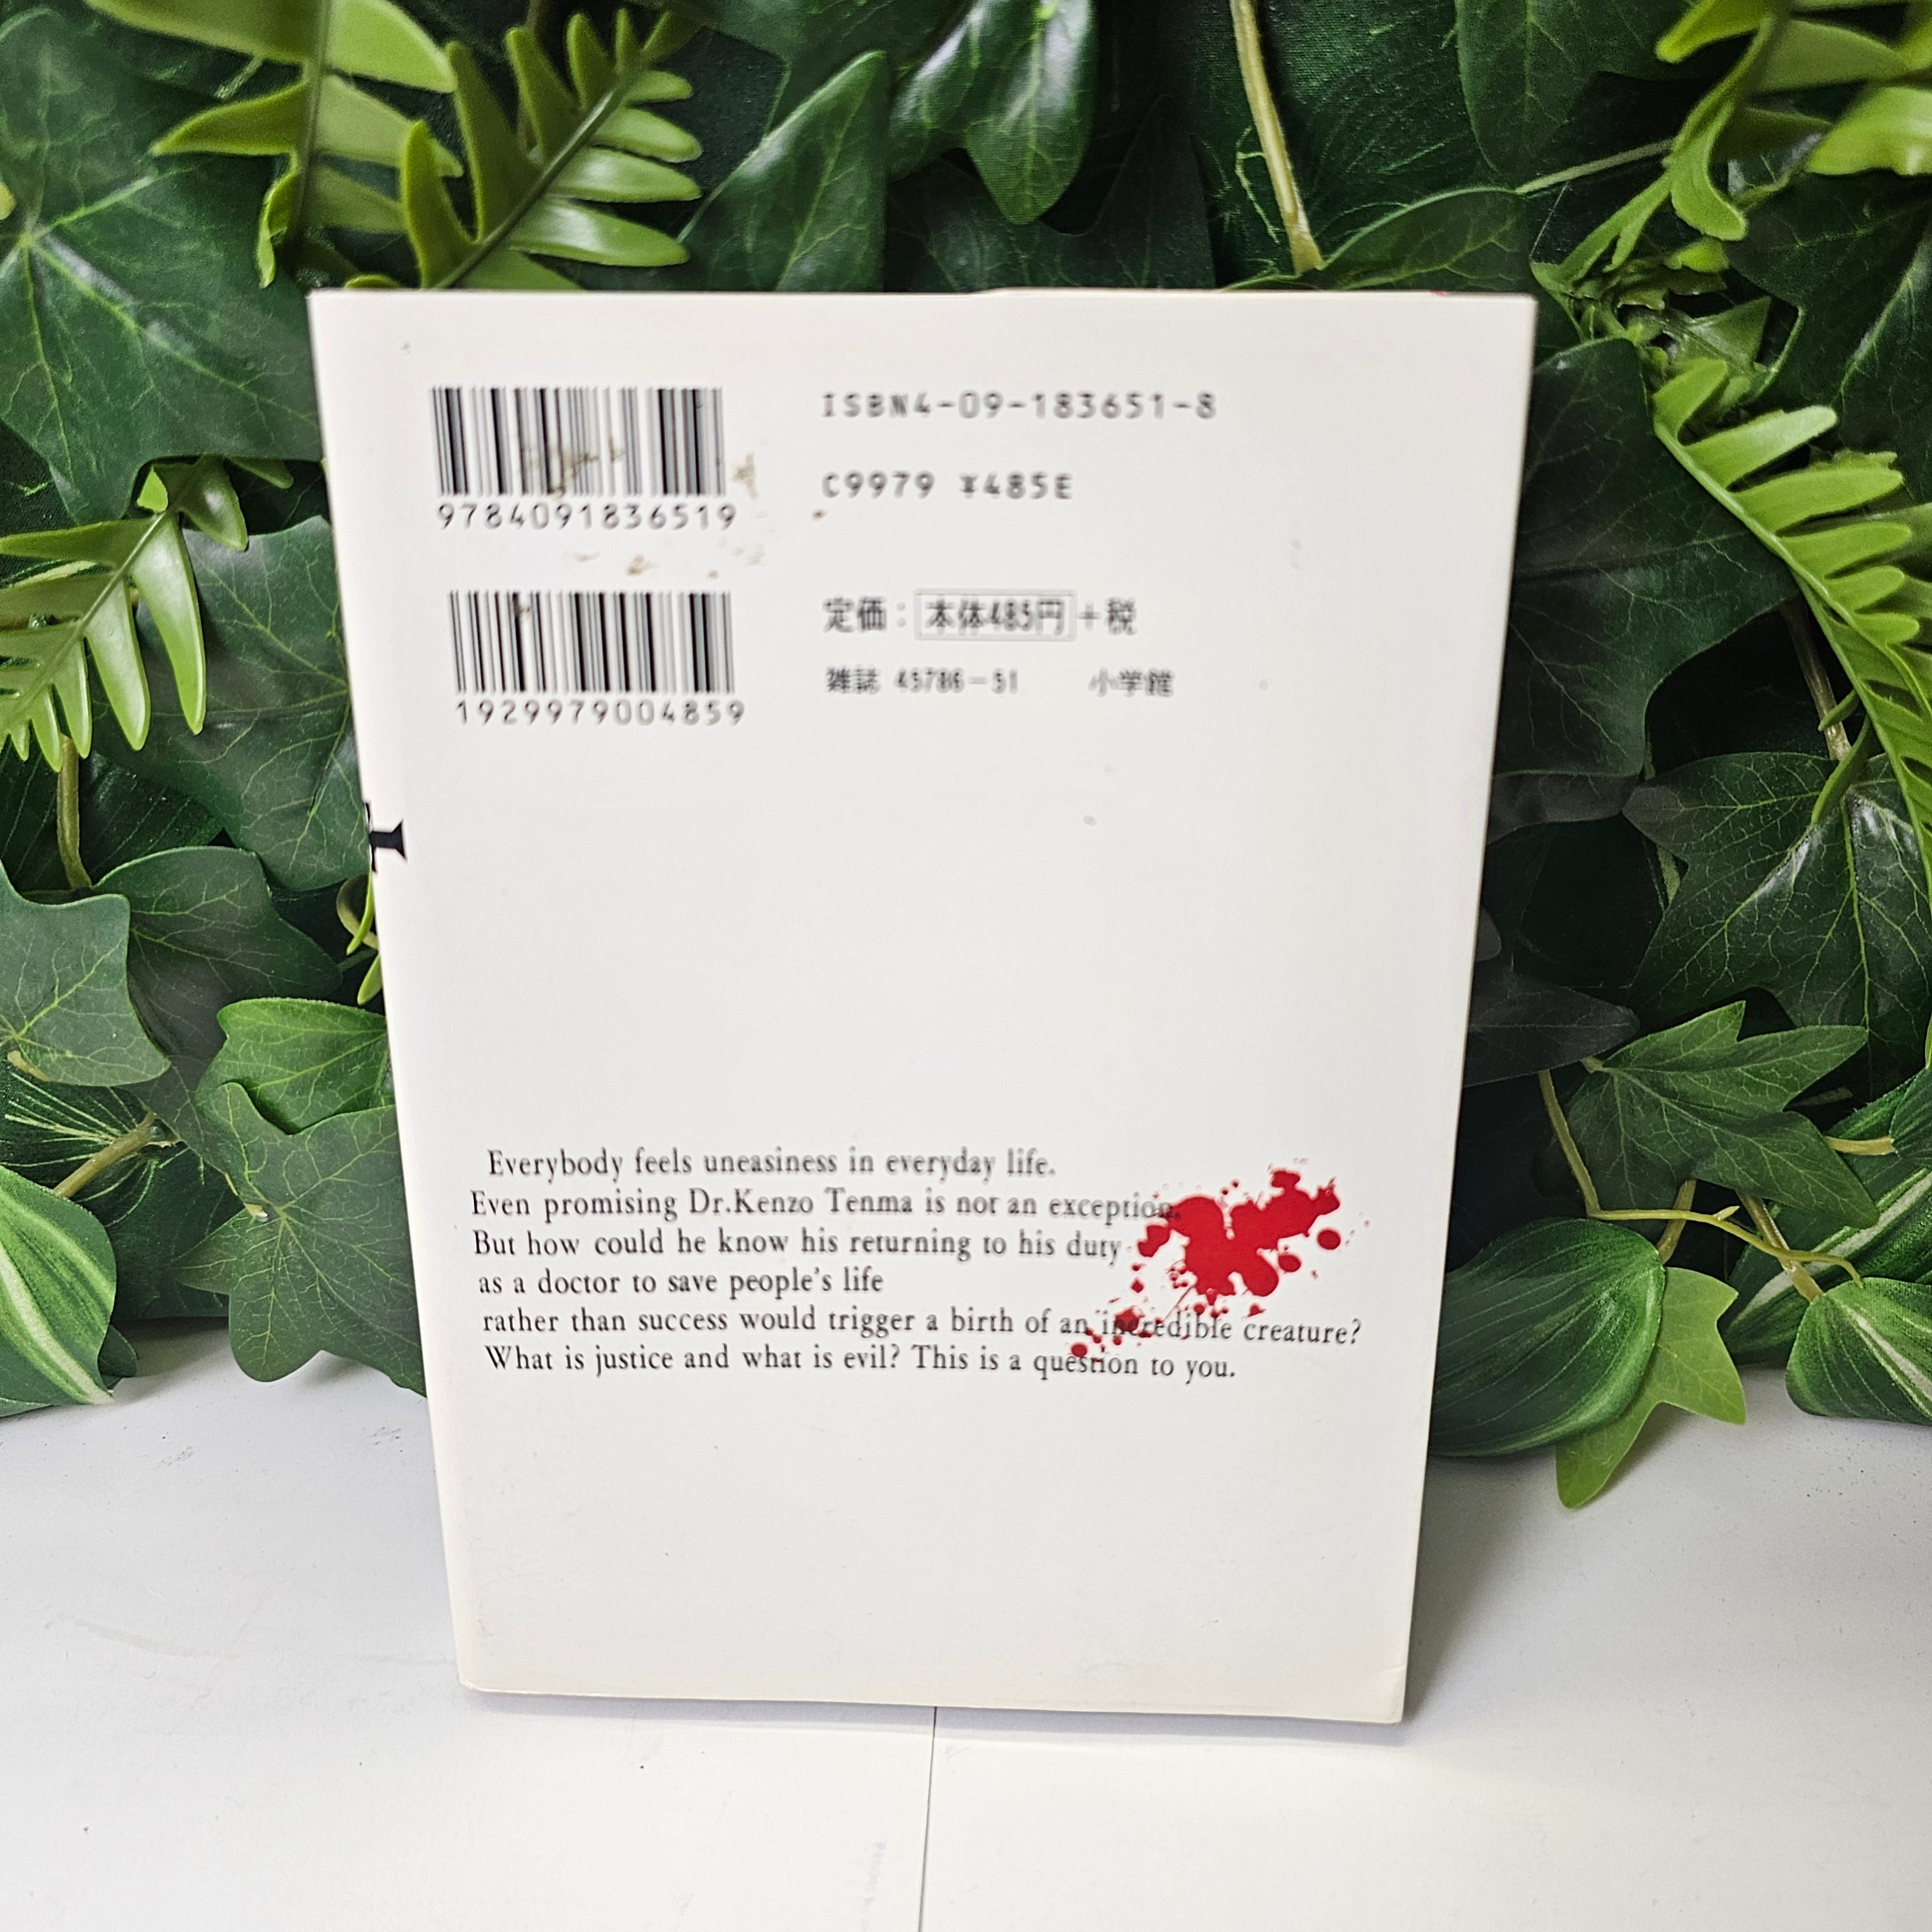 ISBN4-09-183651-8
9784091836519
C9979 ¥485E
定価：本体485円＋税
雑誌 45786-51 小学館
1929979004859
Everybody feels uneasiness in everyday life.
Even promising Dr.Kenzo Tenma is not an exception.
But how could he know his returning to his duty
as a doctor to save people's life
rather than success would trigger a birth of an incredible creature?
What is justice and what is evil? This is a question to you.